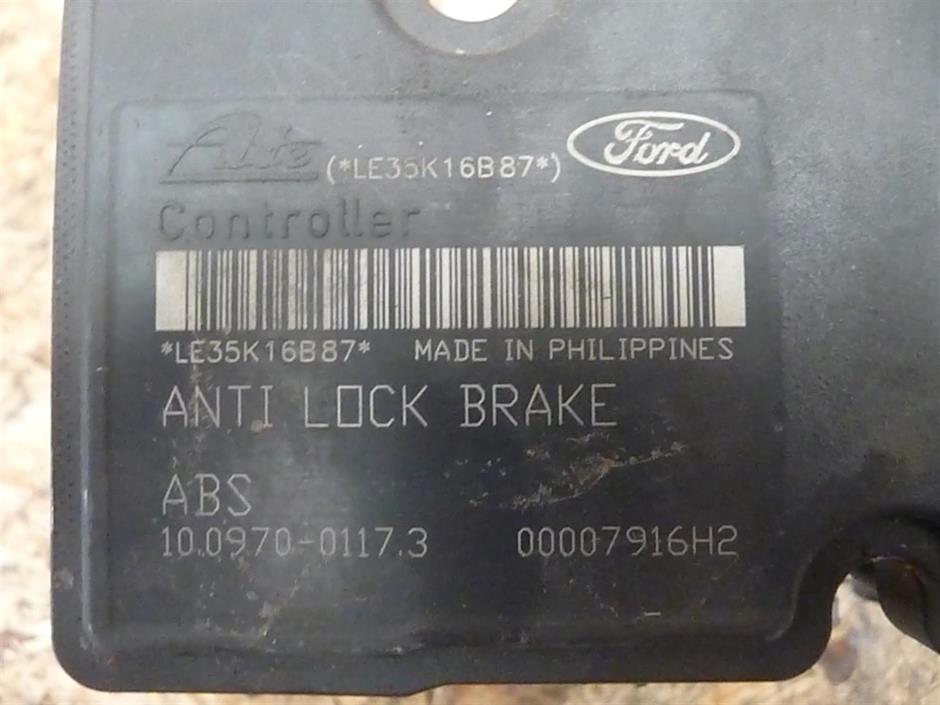 Ate (*LE35K16B87*) Ford
Controller
*LE35K16B87* MADE IN PHILIPPINES
ANTI LOCK BRAKE
ABS
10.0970-0117.3 00007916H2